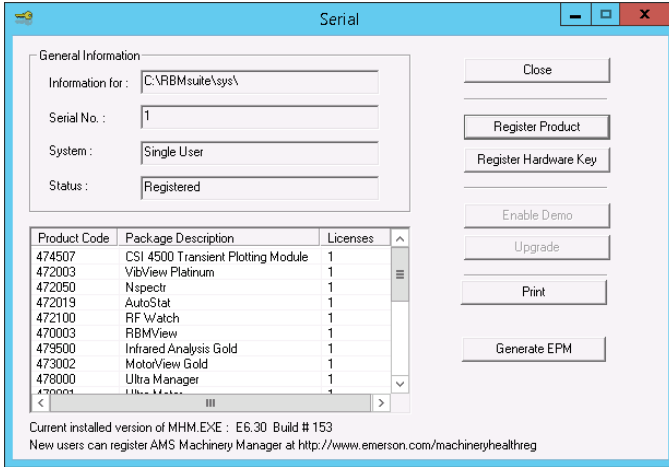 Serial
General Information
Information for : C:\RBMsuite\sys\
Serial No. : 1
System : Single User
Status : Registered
Close
Register Product
Register Hardware Key
Enable Demo
Upgrade
Print
Generate EPM
Product Code Package Description Licenses
474507 CSI 4500 Transient Plotting Module 1
472003 VibView Platinum 1
472050 Nspectr 1
472019 AutoStat 1
472100 RF Watch 1
470003 RBMView 1
479500 Infrared Analysis Gold 1
473002 MotorView Gold 1
478000 Ultra Manager 1
Current installed version of MHM.EXE : E6.30 Build # 153
New users can register AMS Machinery Manager at http://www.emerson.com/machineryhealthreg